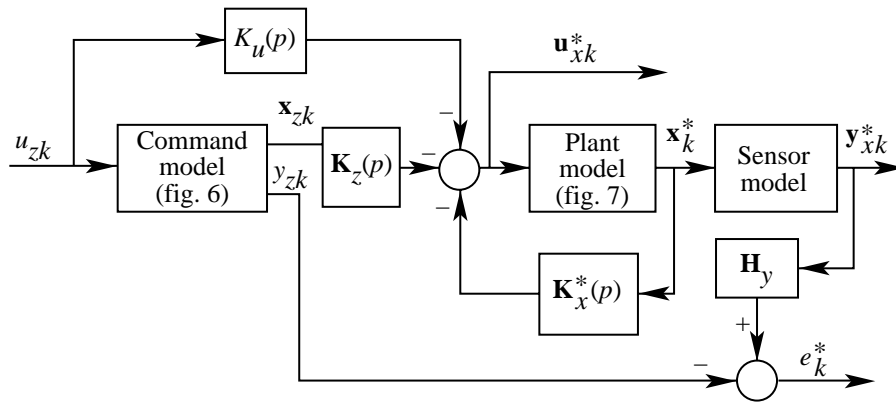 K_u(p)
u*_xk
−
x_zk
x*_k
y*_xk
u_zk
Command
model
(fig. 6)
y_zk
K_z(p)
−
Plant
model
(fig. 7)
Sensor
model
−
K*_x(p)
H_y
+
−
e*_k